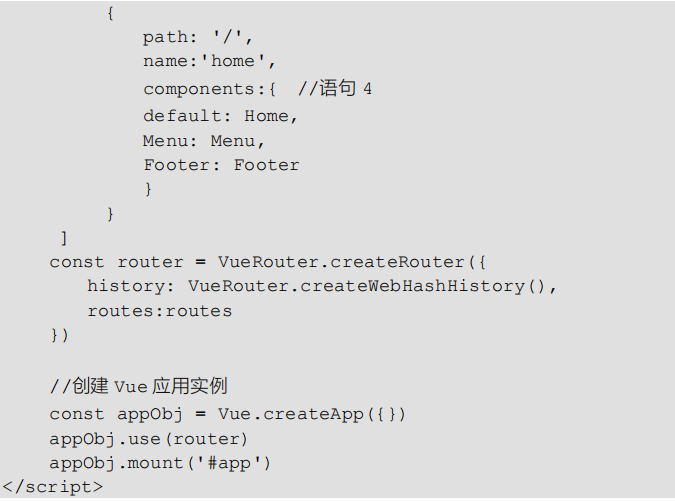 {
path: '/',
name:'home',
components:{ //语句 4
default: Home,
Menu: Menu,
Footer: Footer
}
}
]
const router = VueRouter.createRouter({
history: VueRouter.createWebHashHistory(),
routes:routes
})
//创建 Vue 应用实例
const appObj = Vue.createApp({})
appObj.use(router)
appObj.mount('#app')
</script>